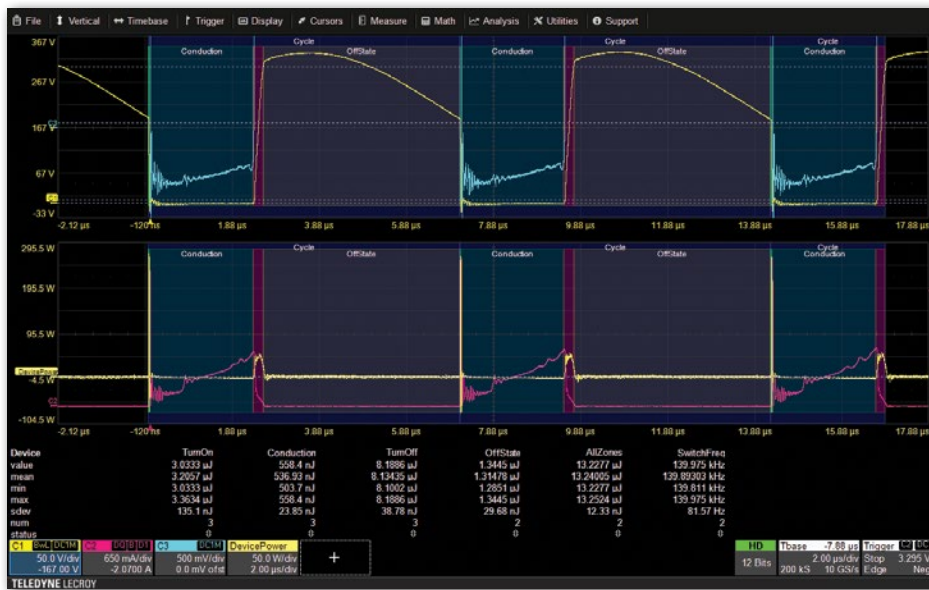 File Vertical Timebase Trigger Display Cursors Measure Math Analysis Utilities Support
367 V
Cycle Cycle Cycle
Conduction OffState Conduction OffState Conduction
267 V
C3
167 V
67 V
C1
-33 V
-2.12 µs -120 ns 1.88 µs 3.88 µs 5.88 µs 7.88 µs 9.88 µs 11.88 µs 13.88 µs 15.88 µs 17.88 µs
295.5 W
Cycle Cycle Cycle
Conduction OffState Conduction OffState Conduction
195.5 W
95.5 W
DevicePower
-4.5 W
C2
-104.5 W
-2.12 µs -120 ns 1.88 µs 3.88 µs 5.88 µs 7.88 µs 9.88 µs 11.88 µs 13.88 µs 15.88 µs 17.88 µs
Device TurnOn Conduction TurnOff OffState AllZones SwitchFreq
value 3.0333 µJ 558.4 nJ 8.1886 µJ 1.3445 µJ 13.2277 µJ 139.975 kHz
mean 3.2057 µJ 536.93 nJ 8.13435 µJ 1.31478 µJ 13.24005 µJ 139.89303 kHz
min 3.0333 µJ 503.7 nJ 8.1002 µJ 1.2851 µJ 13.2277 µJ 139.811 kHz
max 3.3634 µJ 558.4 nJ 8.1886 µJ 1.3445 µJ 13.2524 µJ 139.975 kHz
sdev 135.1 nJ 23.85 nJ 38.78 nJ 29.68 nJ 12.33 nJ 81.57 Hz
num 3 3 3 2 2 2
status
C1 BwL DC1M C2 C3 DC1M DevicePower HD Tbase -7.88 µs Trigger C2 DC
50.0 V/div 650 mA/div 500 mV/div 50.0 W/div + 12 Bits 2.00 µs/div Stop 3.295
-167.00 V -2.0700 A 0.0 mV ofst 2.00 µs/div 200 kS 10 GS/s Edge Neg
TELEDYNE LECROY